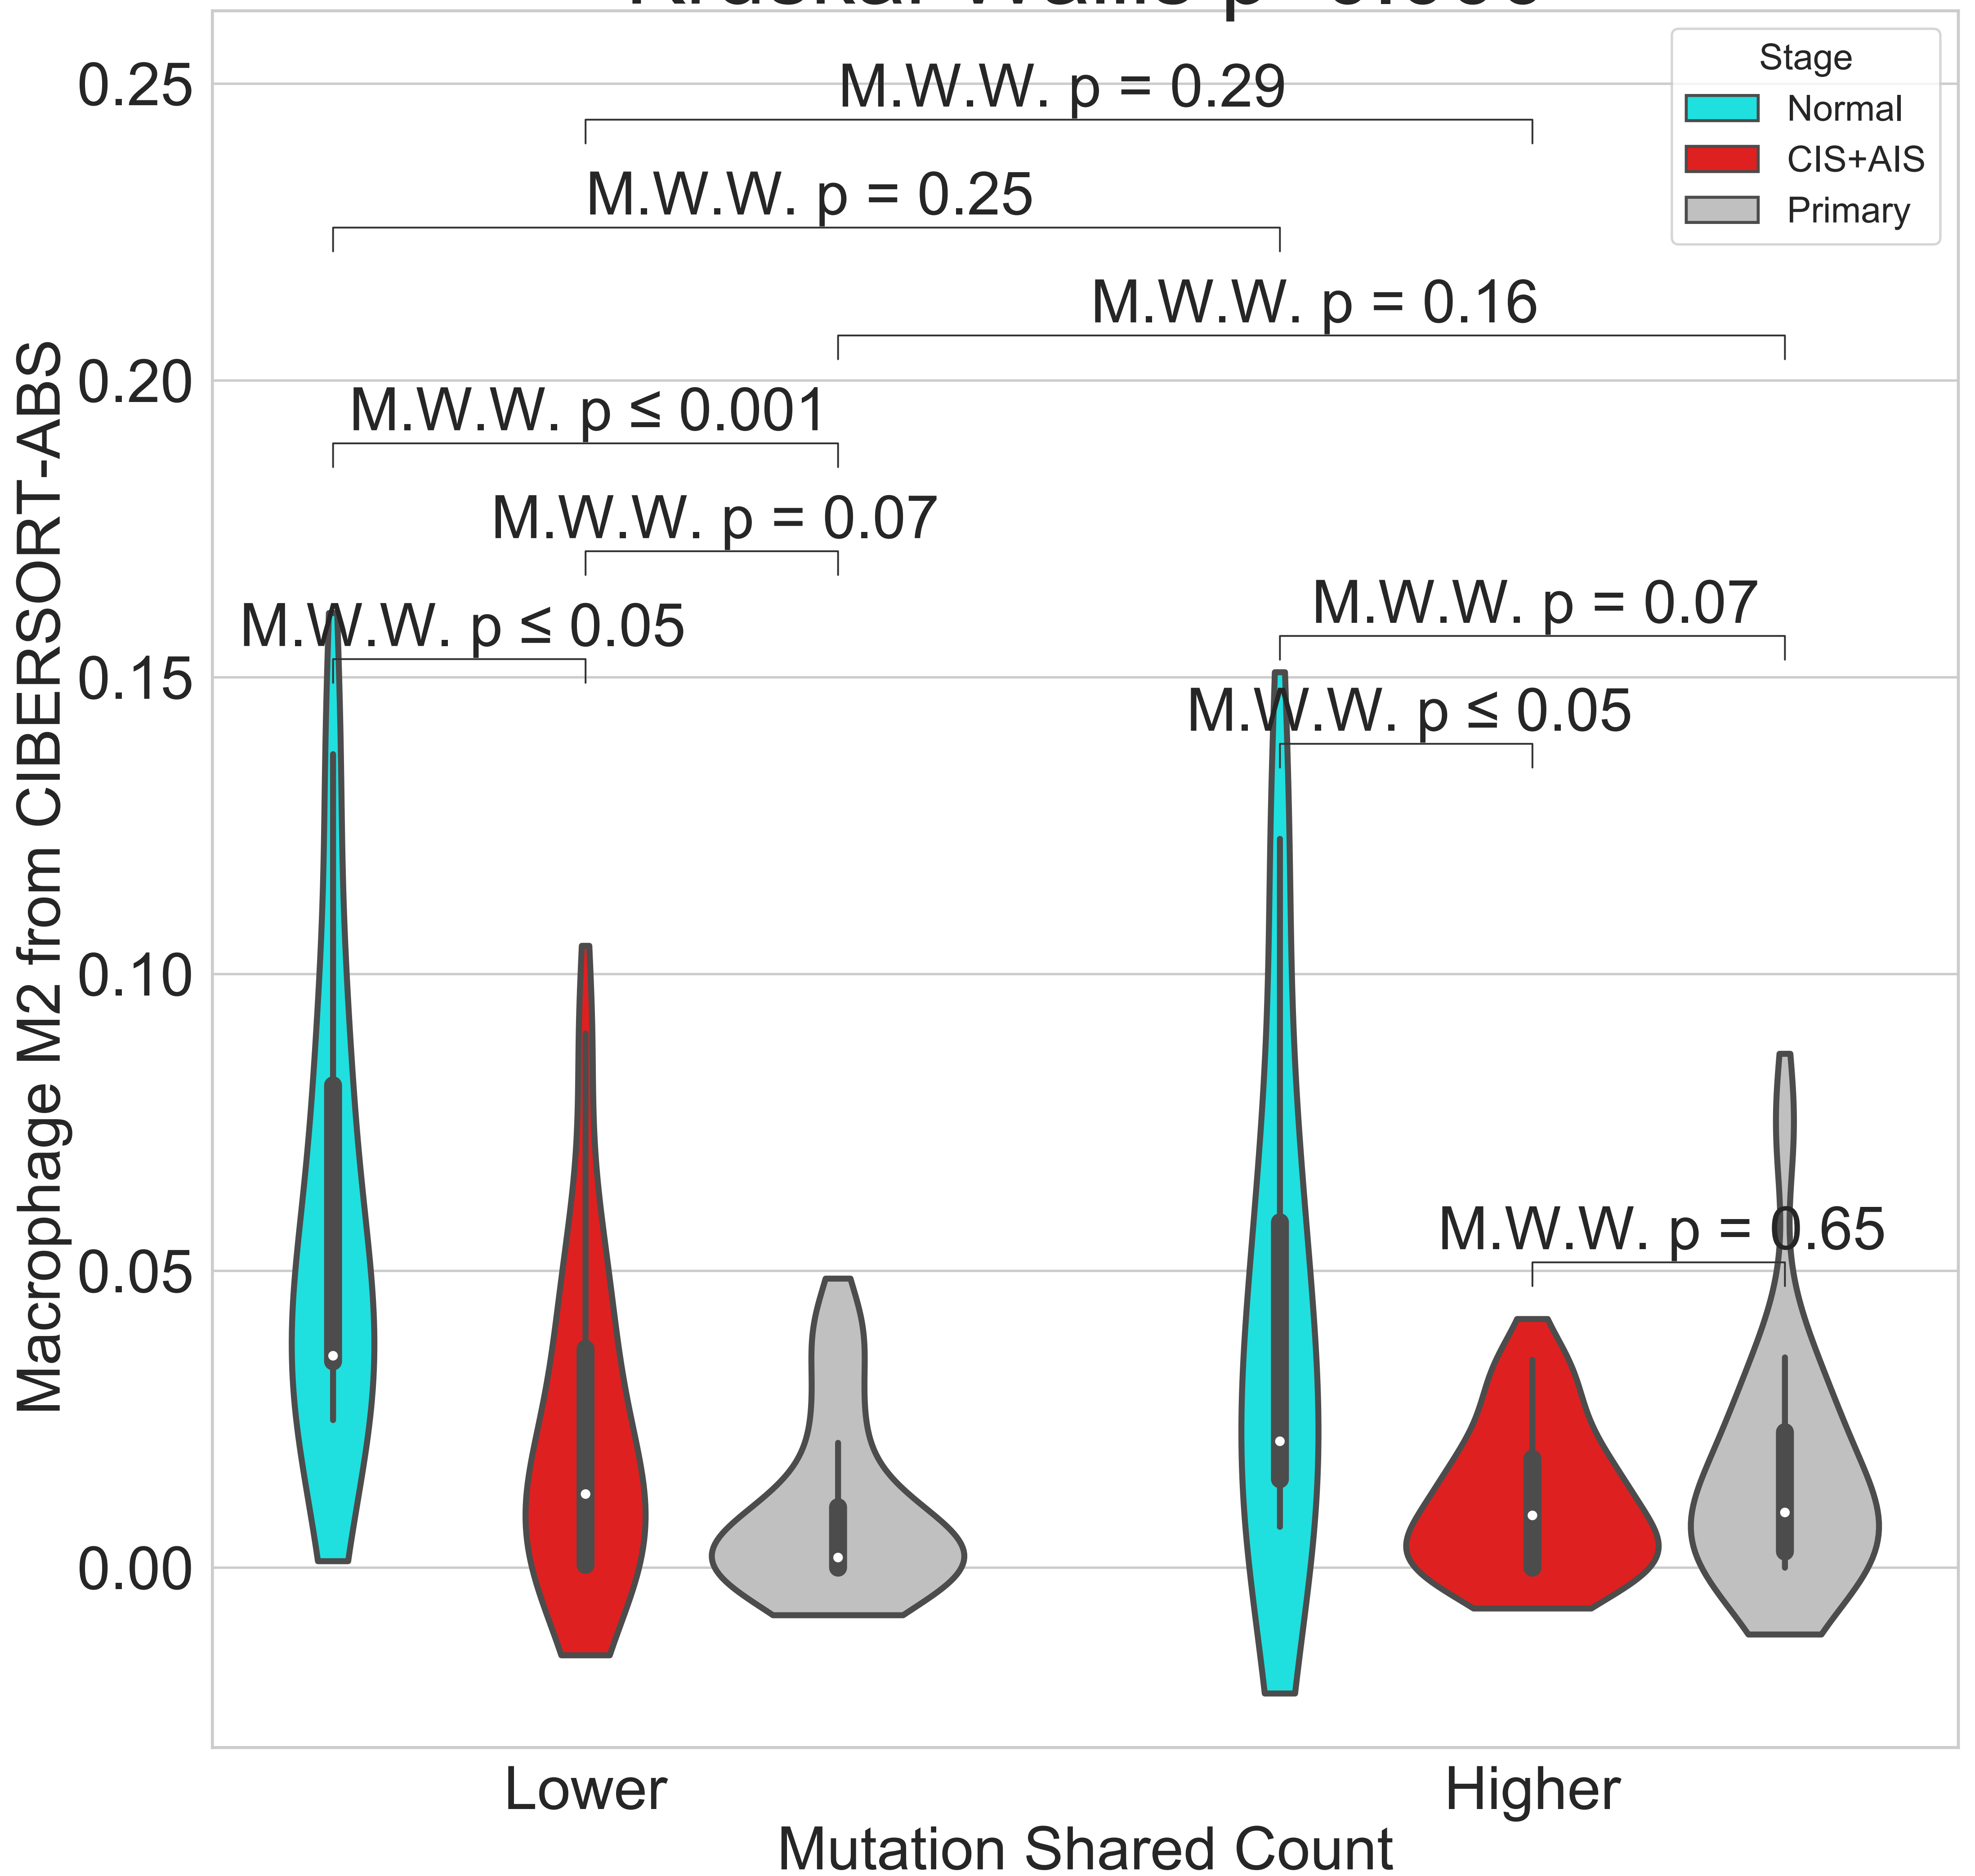 Stage
Normal
CIS+AIS
Primary
M.W.W. p = 0.29
M.W.W. p = 0.25
M.W.W. p = 0.16
M.W.W. p ≤ 0.001
M.W.W. p = 0.07
M.W.W. p ≤ 0.05
M.W.W. p = 0.07
M.W.W. p ≤ 0.05
M.W.W. p = 0.65
0.25
0.20
0.15
0.10
0.05
0.00
Macrophage M2 from CIBERSORT-ABS
Lower
Higher
Mutation Shared Count